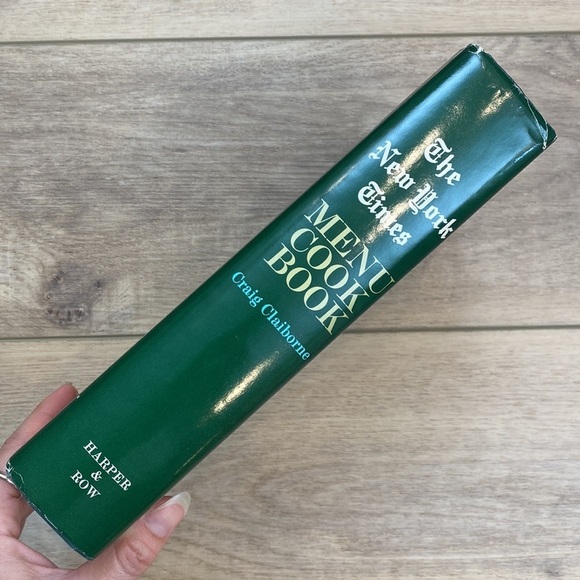 The
New York
Times
MENU
COOK
BOOK
Craig Claiborne
HARPER
&
ROW